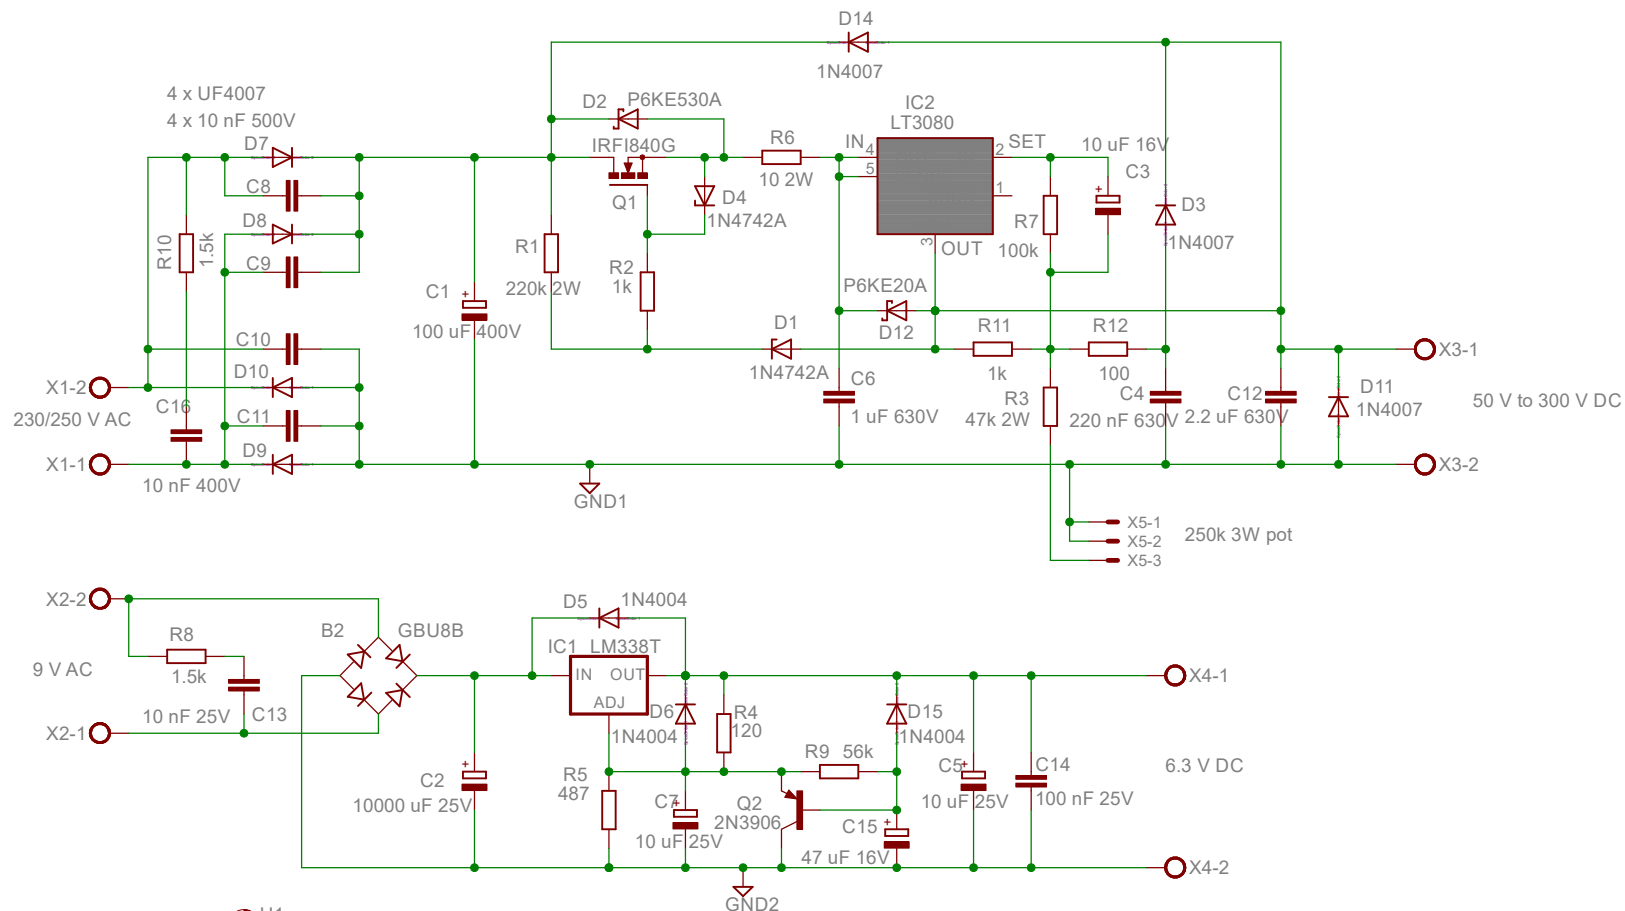 D14
1N4007
4 x UF4007
4 x 10 nF 500V
D7
C8
D8
C9
R10
1.5k
C10
D10
C16
C11
D9
10 nF 400V
X1-2
230/250 V AC
X1-1
C1
+
100 uF 400V
D2
P6KE530A
IRFI840G
Q1
D4
1N4742A
R1
220k 2W
R2
1k
R6
10 2W
IC2
LT3080
IN
4
5
2
SET
1
3
OUT
10 uF 16V
C3
+
R7
100k
D3
1N4007
P6KE20A
D12
D1
1N4742A
R11
1k
R12
100
C6
1 uF 630V
R3
47k 2W
C4
220 nF 630V
C12
2.2 uF 630V
D11
1N4007
X3-1
50 V to 300 V DC
X3-2
GND1
X5-1
X5-2
X5-3
250k 3W pot
X2-2
9 V AC
X2-1
R8
1.5k
10 nF 25V
C13
B2
GBU8B
C2
+
10000 uF 25V
D5
1N4004
IC1
LM338T
IN
OUT
ADJ
D6
1N4004
R4
120
R5
487
C7
+
10 uF 25V
Q2
2N3906
R9
56k
D15
1N4004
C15
+
47 uF 16V
C5
+
10 uF 25V
C14
100 nF 25V
X4-1
6.3 V DC
X4-2
GND2